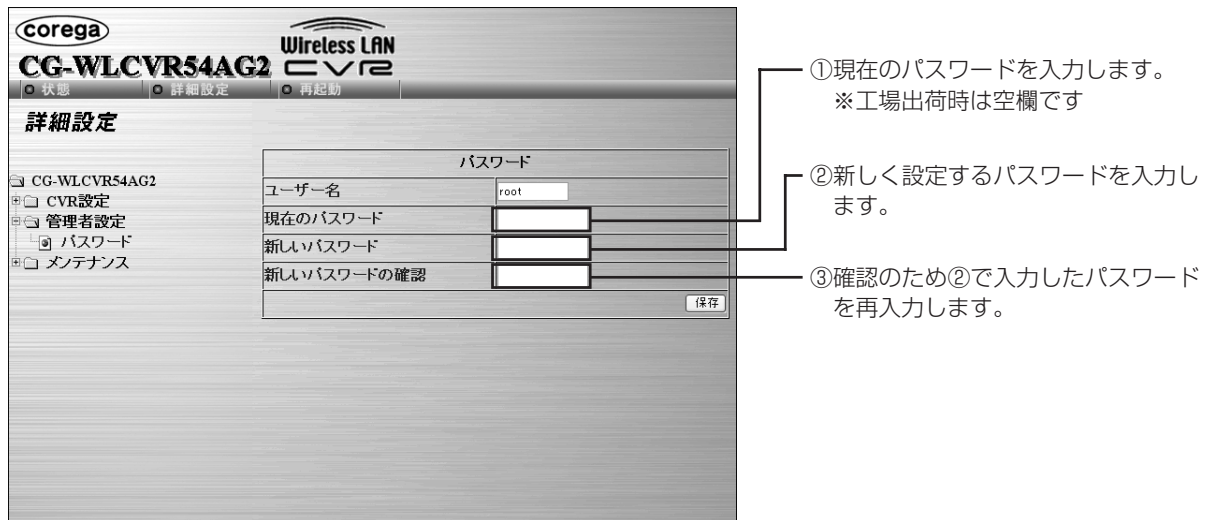 corega
Wireless LAN
CG-WLCVR54AG2 CVR
状態 詳細設定 再起動
詳細設定
CG-WLCVR54AG2
CVR設定
管理者設定
パスワード
メンテナンス
パスワード
ユーザー名 root
現在のパスワード
新しいパスワード
新しいパスワードの確認
保存
①現在のパスワードを入力します。
※工場出荷時は空欄です
②新しく設定するパスワードを入力し
ます。
③確認のため②で入力したパスワード
を再入力します。